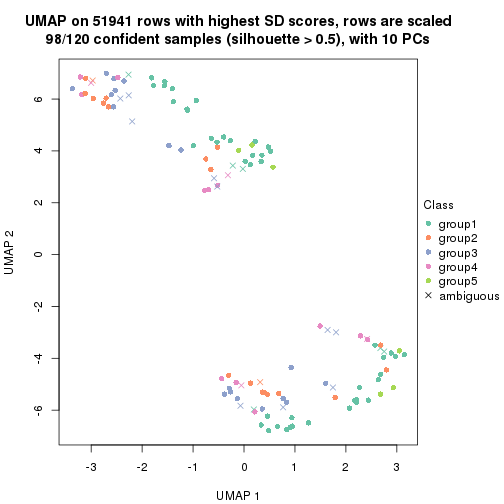 UMAP on 51941 rows with highest SD scores, rows are scaled
98/120 confident samples (silhouette > 0.5), with 10 PCs
6
4
2
0
-2
-4
-6
UMAP 2
-3
-2
-1
0
1
2
3
UMAP 1
Class
group1
group2
group3
group4
group5
ambiguous